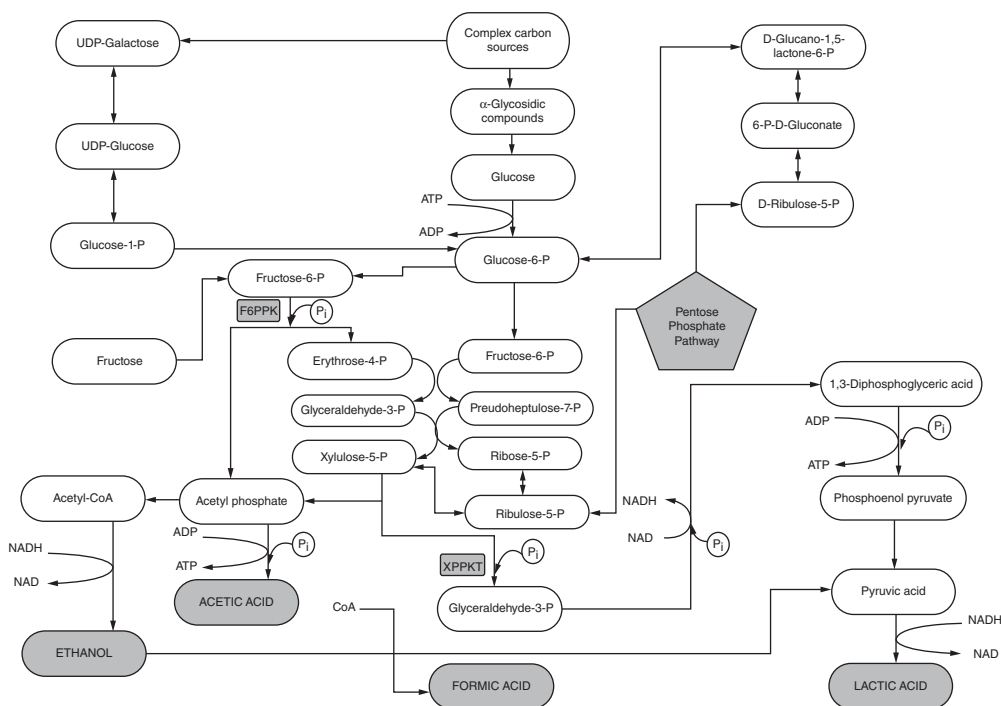 UDP-Galactose
Complex carbon
sources
D-Glucano-1,5-
lactone-6-P
α-Glycosidic
compounds
6-P-D-Gluconate
UDP-Glucose
Glucose
D-Ribulose-5-P
ATP
ADP
Glucose-1-P
Glucose-6-P
Fructose-6-P
F6PPK
Pi
Pentose
Phosphate
Pathway
Fructose
Erythrose-4-P
Fructose-6-P
1,3-Diphosphoglyceric acid
Glyceraldehyde-3-P
Preudoheptulose-7-P
ADP
Pi
ATP
Xylulose-5-P
Ribose-5-P
Acetyl-CoA
Acetyl phosphate
Ribulose-5-P
NADH
NAD
Pi
Phosphoenol pyruvate
NADH
NAD
ADP
ATP
Pi
XPPKT
Pi
ACETIC ACID
CoA
Glyceraldehyde-3-P
Pyruvic acid
NADH
NAD
ETHANOL
FORMIC ACID
LACTIC ACID